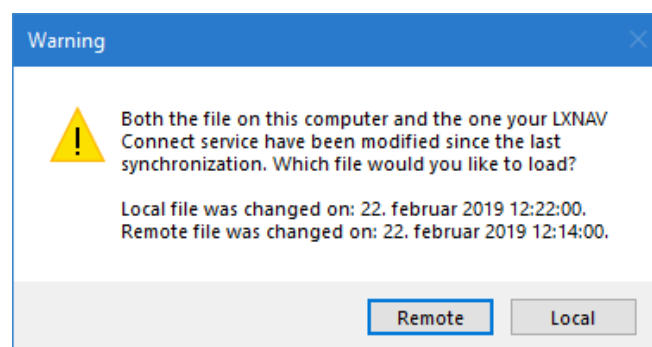 Warning
Both the file on this computer and the one your LXNAV
Connect service have been modified since the last
synchronization. Which file would you like to load?
Local file was changed on: 22. februar 2019 12:22:00.
Remote file was changed on: 22. februar 2019 12:14:00.
Remote
Local